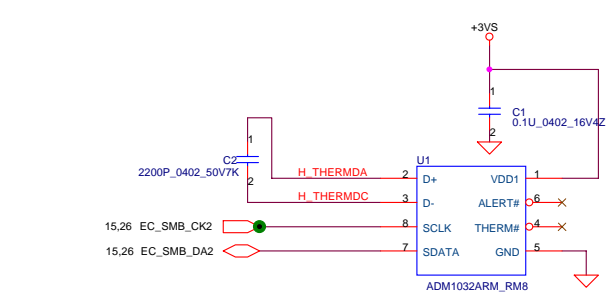 +3VS
1
C1
0.1U_0402_16V4Z
2
1
C2
2200P_0402_50V7K
2
U1
H_THERMDA 2 D+ VDD1 1
H_THERMDC 3 D- ALERT# 6
15,26 EC_SMB_CK2 8 SCLK THERM# 4
15,26 EC_SMB_DA2 7 SDATA GND 5
ADM1032ARM_RM8